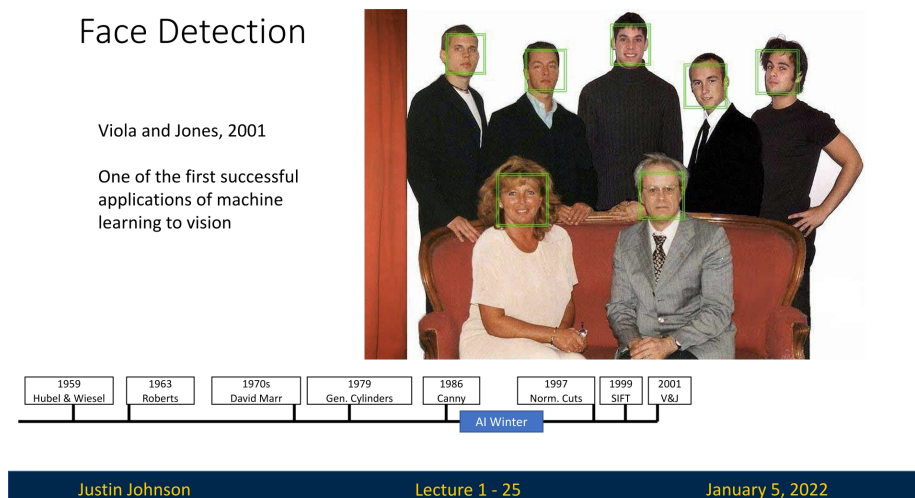 Face Detection
Viola and Jones, 2001
One of the first successful
applications of machine
learning to vision
1959
Hubel & Wiesel
1963
Roberts
1970s
David Marr
1979
Gen. Cylinders
1986
Canny
AI Winter
1997
Norm. Cuts
1999
SIFT
2001
V&J
Justin Johnson
Lecture 1 - 25
January 5, 2022